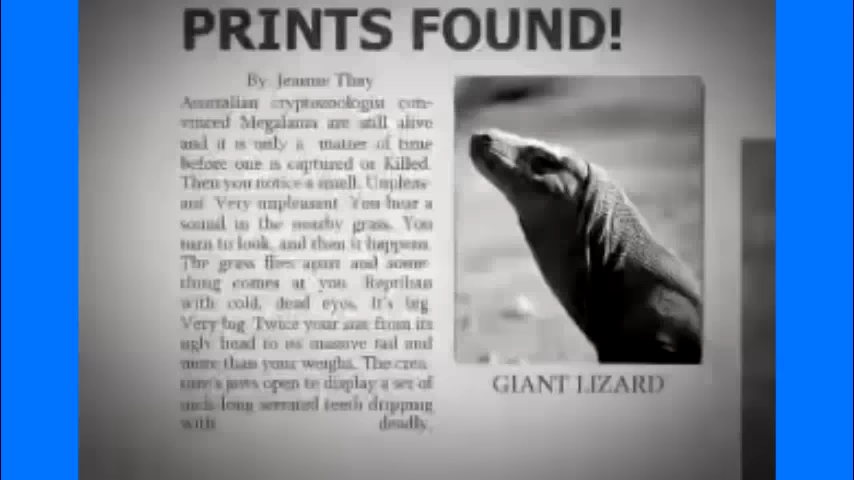 PRINTS FOUND!
By: Jeanne Thay
Australian cryptozoologist con-
vinced Megalania are still alive
and it is only a matter of time
before one is captured or Killed.
Then you notice a smell. Unpleas-
ant Very unpleasant You hear a
sound in the nearby grass. You
turn to look, and then it happens.
The grass flies apart and some-
thing comes at you Reptilian
with cold, dead eyes. It's big
Very big Twice your size from its
ugly head to its massive tail and
more than your weight. The crea-
ture's jaws open to display a set of
inch-long serrated teeth dripping
with deadly.
GIANT LIZARD